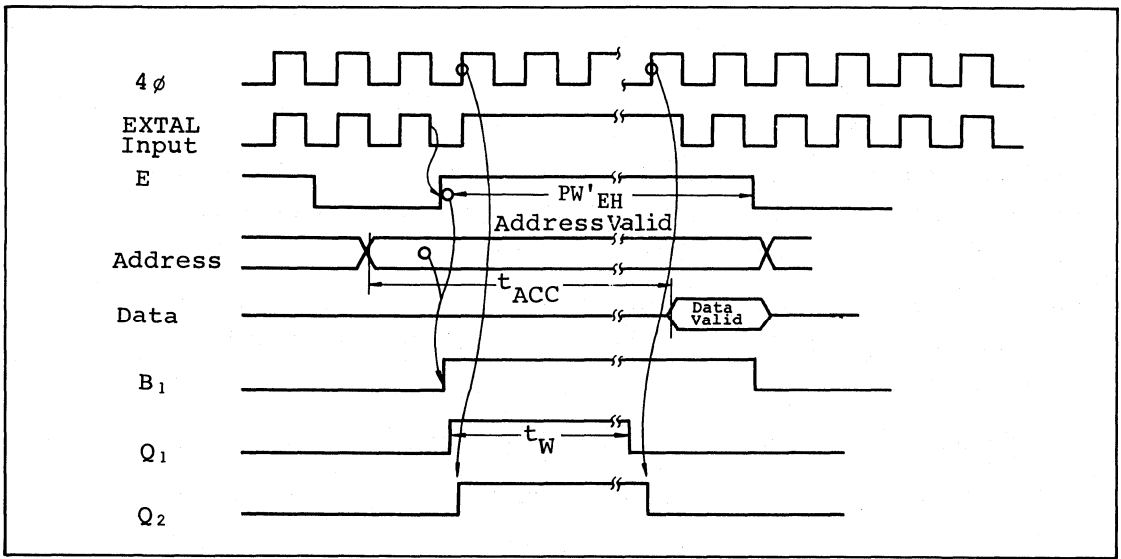 4ø
EXTAL
Input
E
PW'EH
Address Valid
Address
tACC
Data
Data
Valid
B1
Q1
tW
Q2